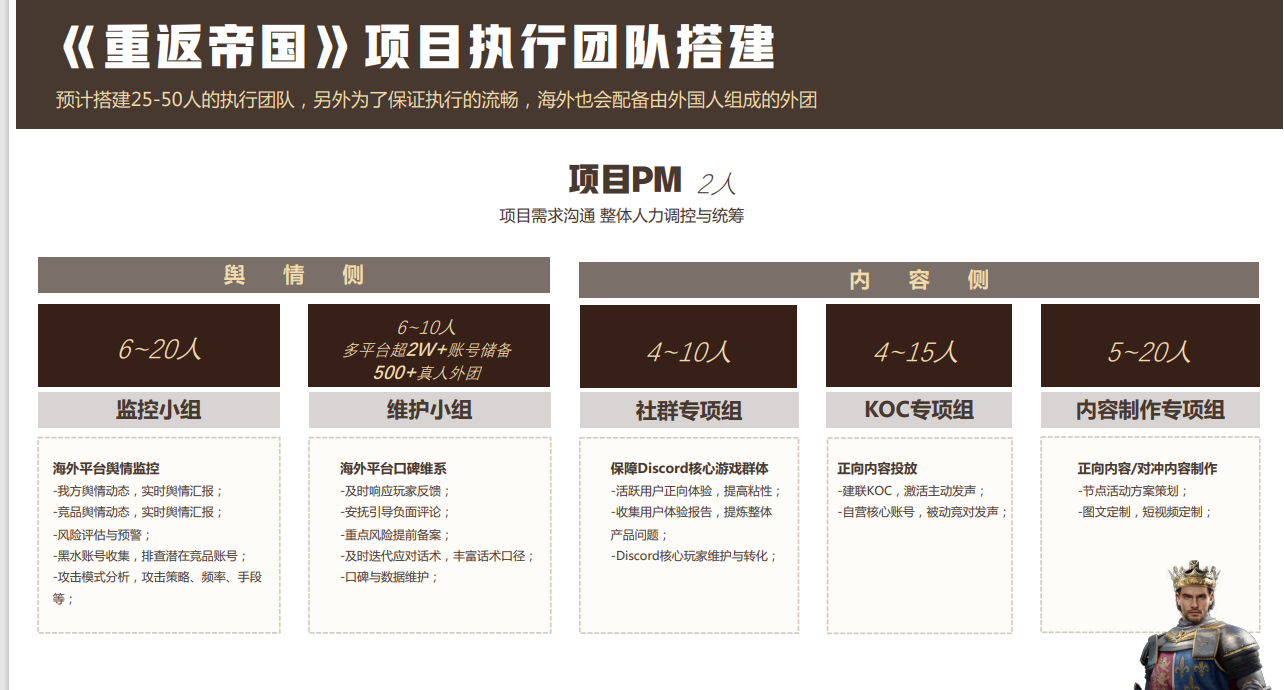 《重返帝国》项目执行团队搭建
预计搭建25-50人的执行团队，另外为了保证执行的流畅，海外也会配备由外国人组成的外团
项目PM 2人
项目需求沟通 整体人力调控与统筹
舆 情 侧
6~20人
监控小组
海外平台舆情监控
-我方舆情动态，实时舆情汇报；
-竞品舆情动态，实时舆情汇报；
-风险评估与预警；
-黑水账号收集，排查潜在竞品账号；
-攻击模式分析，攻击策略、频率、手段
等；
6~10人
多平台超2W+账号储备
500+真人外团
维护小组
海外平台口碑维系
-及时响应玩家反馈；
-安抚引导负面评论；
-重点风险提前备案；
-及时迭代应对话术，丰富话术口径；
-口碑与数据维护；
内 容 侧
4~10人
社群专项组
保障Discord核心游戏群体
-活跃用户正向体验，提高粘性；
-收集用户体验报告，提炼整体
产品问题；
-Discord核心玩家维护与转化；
4~15人
KOC专项组
正向内容投放
-建联KOC，激活主动发声；
-自营核心账号，被动竞对发声；
5~20人
内容制作专项组
正向内容/对冲内容制作
-节点活动方案策划；
-图文定制，短视频定制；